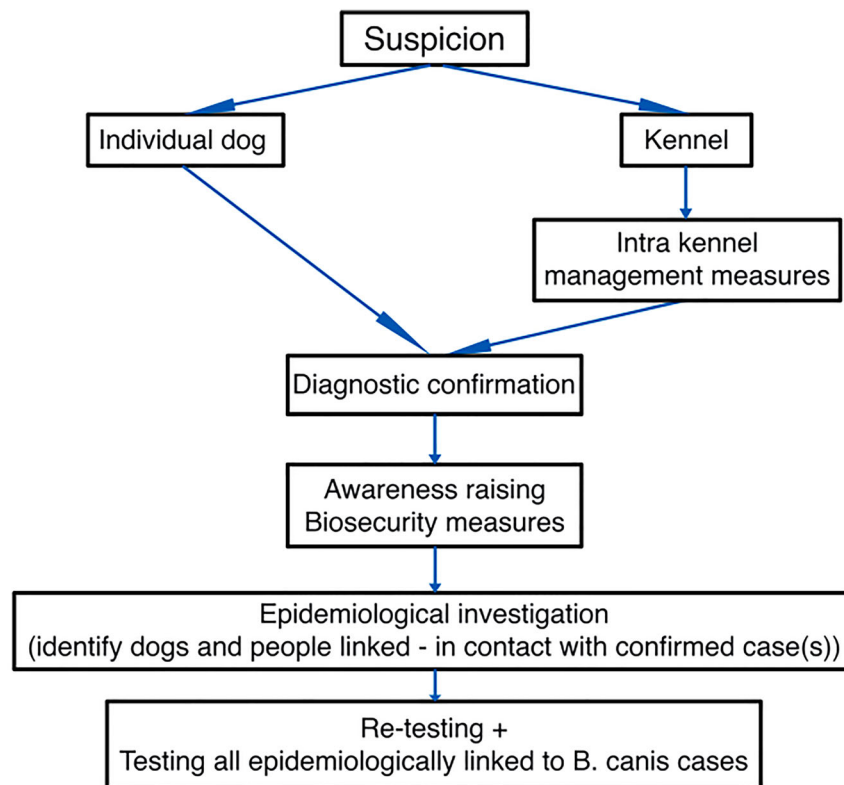 Suspicion
Individual dog
Kennel
Intra kennel
management measures
Diagnostic confirmation
Awareness raising
Biosecurity measures
Epidemiological investigation
(identify dogs and people linked - in contact with confirmed case(s))
Re-testing +
Testing all epidemiologically linked to B. canis cases